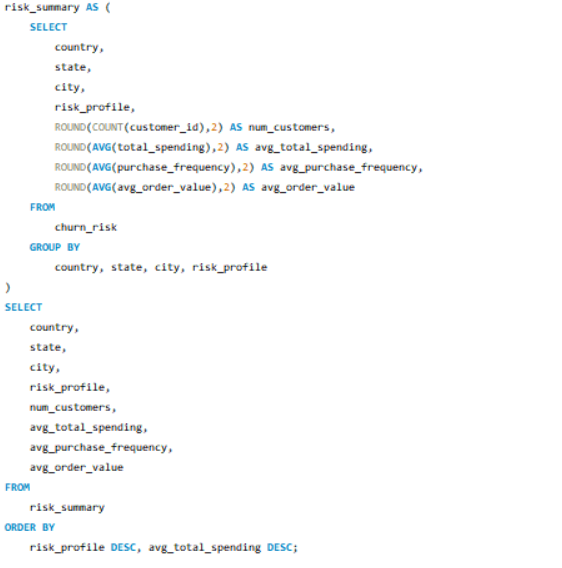 risk_summary AS (
    SELECT
        country,
        state,
        city,
        risk_profile,
        ROUND(COUNT(customer_id),2) AS num_customers,
        ROUND(AVG(total_spending),2) AS avg_total_spending,
        ROUND(AVG(purchase_frequency),2) AS avg_purchase_frequency,
        ROUND(AVG(avg_order_value),2) AS avg_order_value
    FROM
        churn_risk
    GROUP BY
        country, state, city, risk_profile
)
SELECT
    country,
    state,
    city,
    risk_profile,
    num_customers,
    avg_total_spending,
    avg_purchase_frequency,
    avg_order_value
FROM
    risk_summary
ORDER BY
    risk_profile DESC, avg_total_spending DESC;